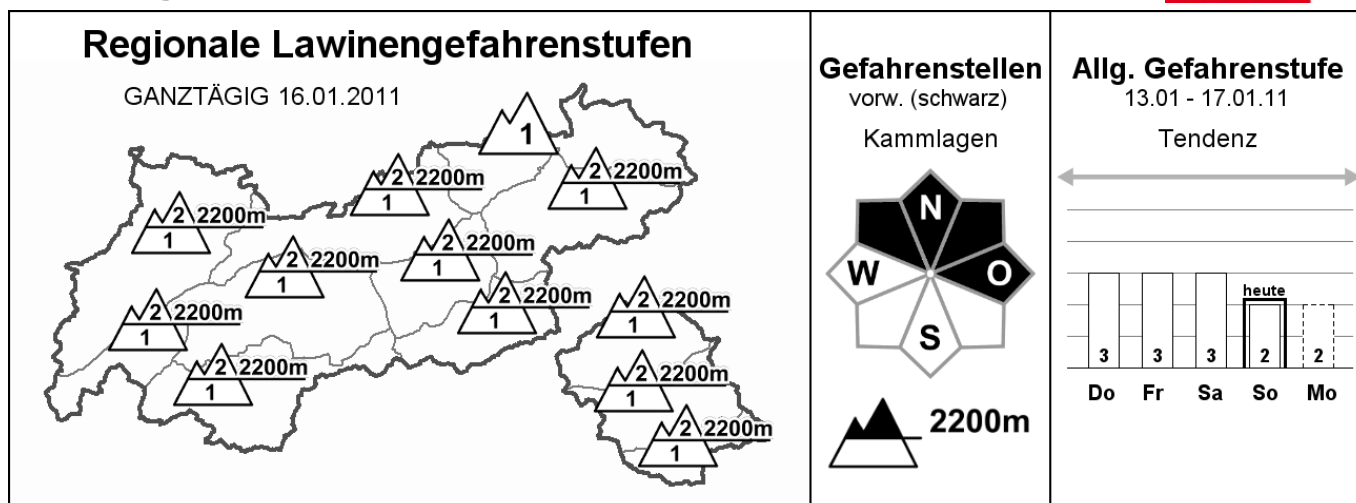 Regionale Lawinengefahrenstufen
GANZTÄGIG 16.01.2011
1
2 2200m
1
2 2200m
1
2 2200m
1
2 2200m
1
2 2200m
1
2 2200m
1
2 2200m
1
2 2200m
1
2 2200m
1
2 2200m
1
2 2200m
1
Gefahrenstellen
vorw. (schwarz)
Kammlagen
N
W
O
S
2200m
Allg. Gefahrenstufe
13.01 - 17.01.11
Tendenz
heute
3 3 3 2 2
Do Fr Sa So Mo